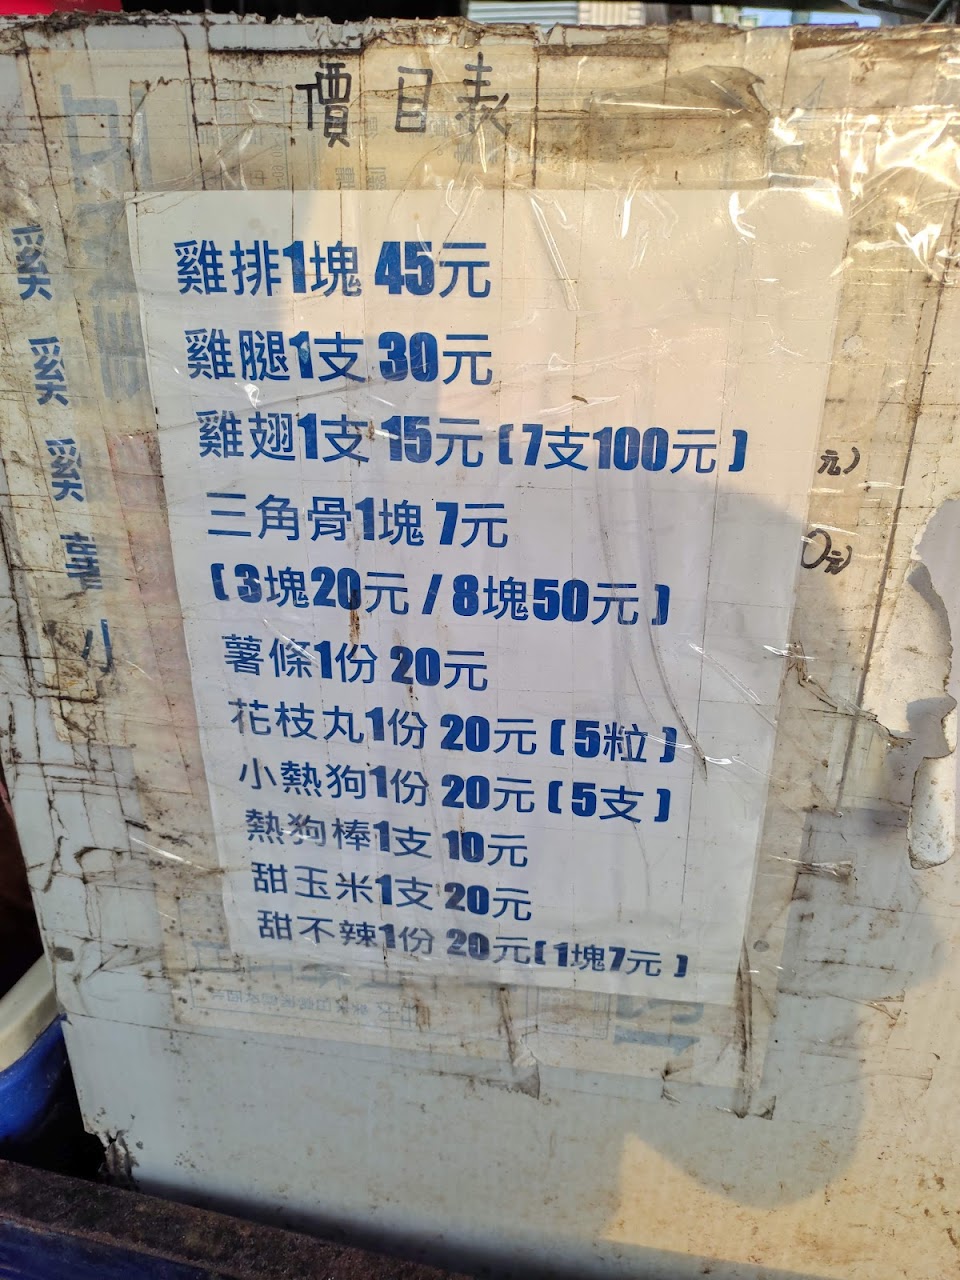 價目表
雞排1塊 45元
雞腿1支 30元
雞翅1支 15元 (7支100元)
三角骨1塊 7元
(3塊20元 / 8塊50元)
薯條1份 20元
花枝丸1份 20元 (5粒)
小熱狗1份 20元 (5支)
熱狗棒1支 10元
甜玉米1支 20元
甜不辣1份 20元(1塊7元)
元)
0元)
小